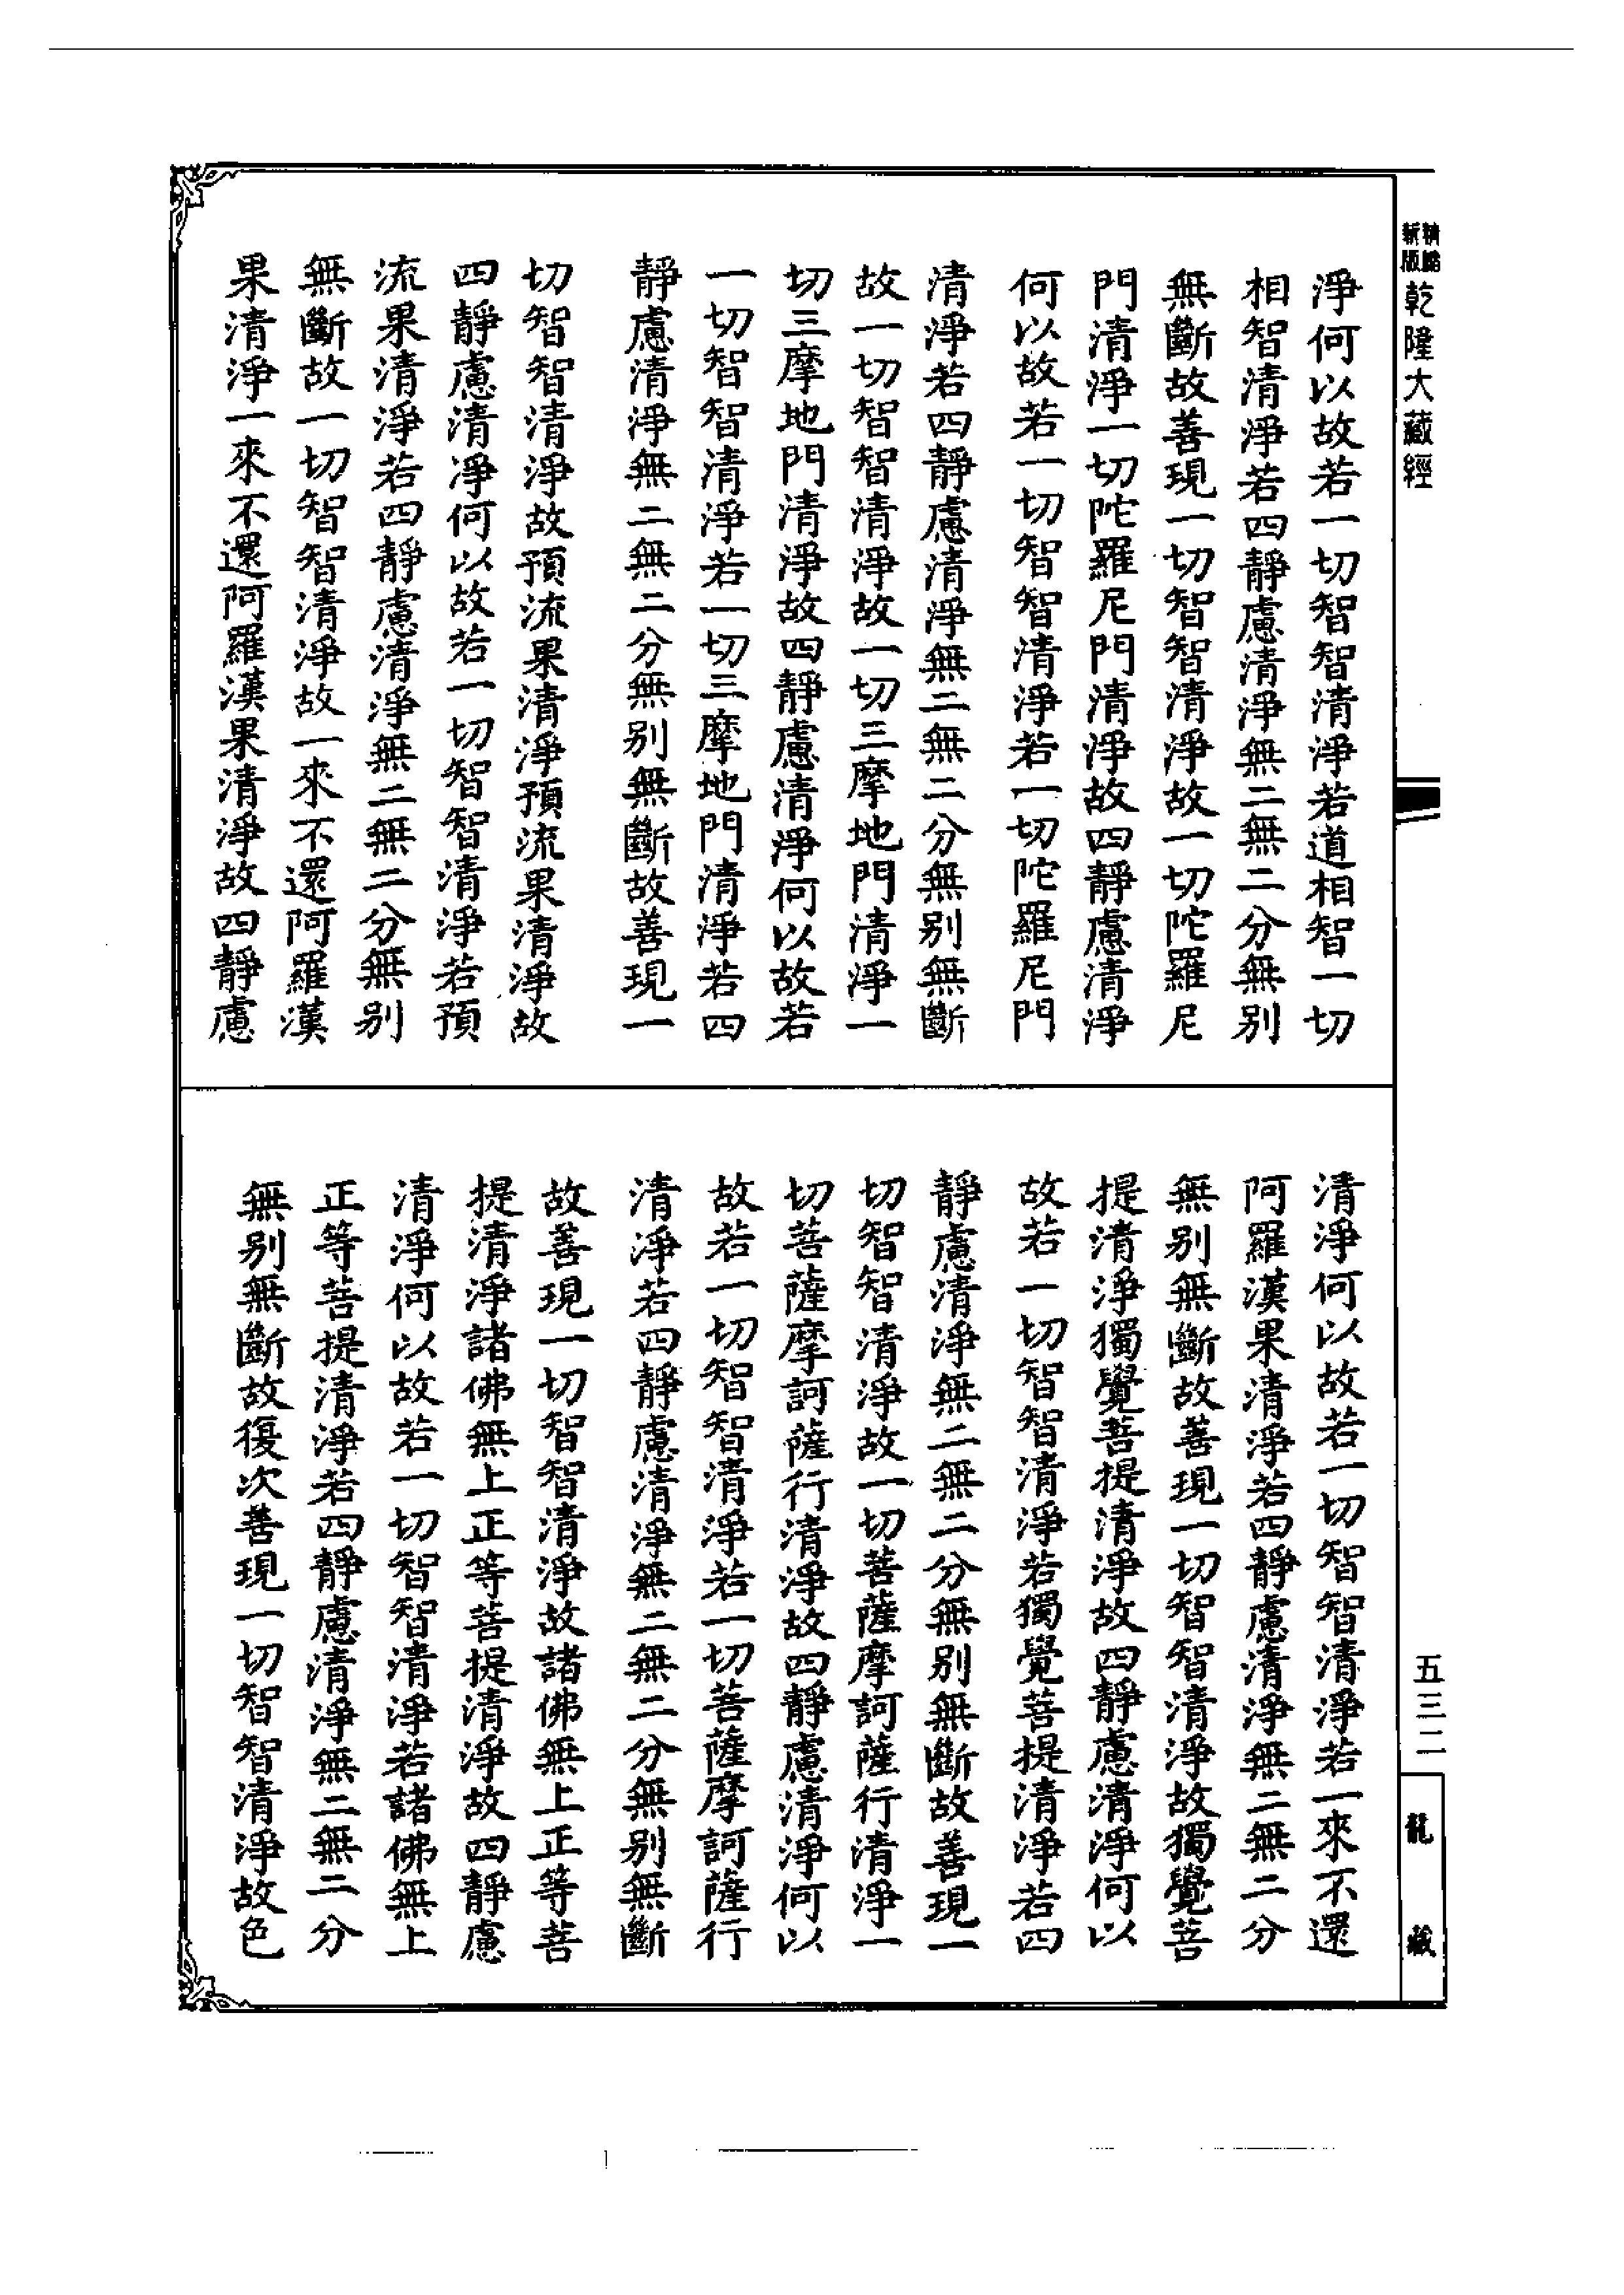 新版
精縮
乾隆大藏經
淨何以故若一切智智清淨若道相智一切
相智清淨若四靜慮清淨無二無二分無別
無斷故善現一切智智清淨故一切陀羅尼
門清淨一切陀羅尼門清淨故四靜慮清淨
何以故若一切智智清淨若一切陀羅尼門
清淨若四靜慮清淨無二無二分無別無斷
故一切智智清淨故一切三摩地門清淨一
切三摩地門清淨故四靜慮清淨何以故若
一切智智清淨若一切三摩地門清淨若四
靜慮清淨無二無二分無別無斷故善現一
切智智清淨故預流果清淨預流果清淨故
四靜慮清淨何以故若一切智智清淨若預
流果清淨若四靜慮清淨無二無二分無別
無斷故一切智智清淨故一來不還阿羅漢
果清淨一來不還阿羅漢果清淨故四靜慮
清淨何以故若一切智智清淨若一來不還
阿羅漢果清淨若四靜慮清淨無二無二分
無別無斷故善現一切智智清淨故獨覺菩
提清淨獨覺菩提清淨故四靜慮清淨何以
故若一切智智清淨若獨覺菩提清淨若四
靜慮清淨無二無二分無別無斷故善現一
切智智清淨故一切菩薩摩訶薩行清淨一
切菩薩摩訶薩行清淨故四靜慮清淨何以
故若一切智智清淨若一切菩薩摩訶薩行
清淨若四靜慮清淨無二無二分無別無斷
故善現一切智智清淨故諸佛無上正等菩
提清淨諸佛無上正等菩提清淨故四靜慮
清淨何以故若一切智智清淨若諸佛無上
正等菩提清淨若四靜慮清淨無二無二分
無別無斷故復次善現一切智智清淨故色
五三二
龍藏